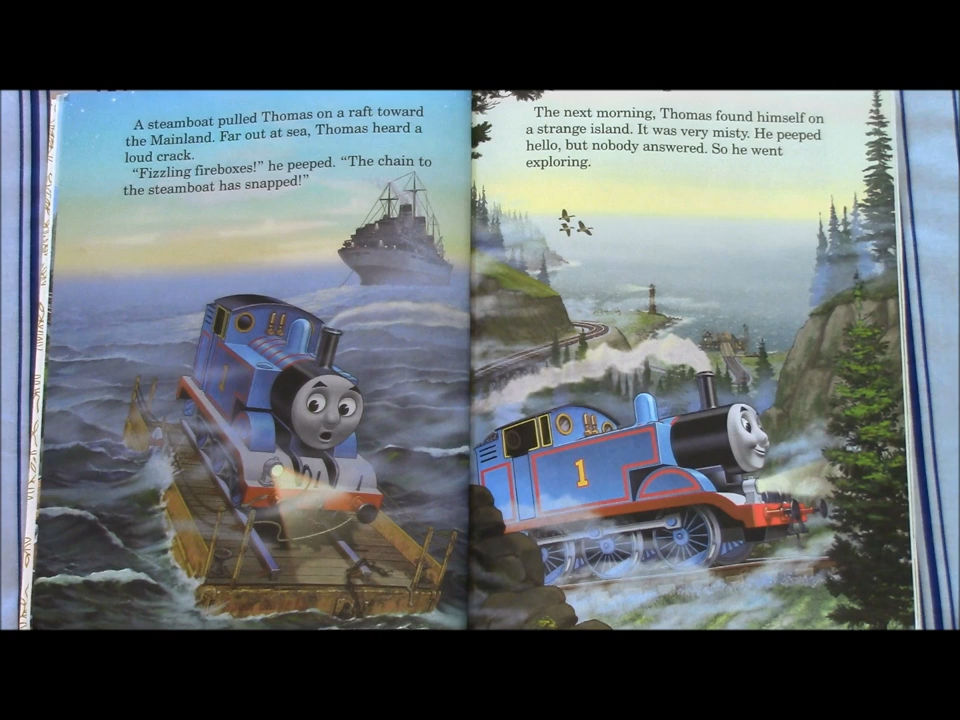 A steamboat pulled Thomas on a raft toward
the Mainland. Far out at sea, Thomas heard a
loud crack.
“Fizzling fireboxes!” he peeped. “The chain to
the steamboat has snapped!”
The next morning, Thomas found himself on
a strange island. It was very misty. He peeped
hello, but nobody answered. So he went
exploring.
1
1